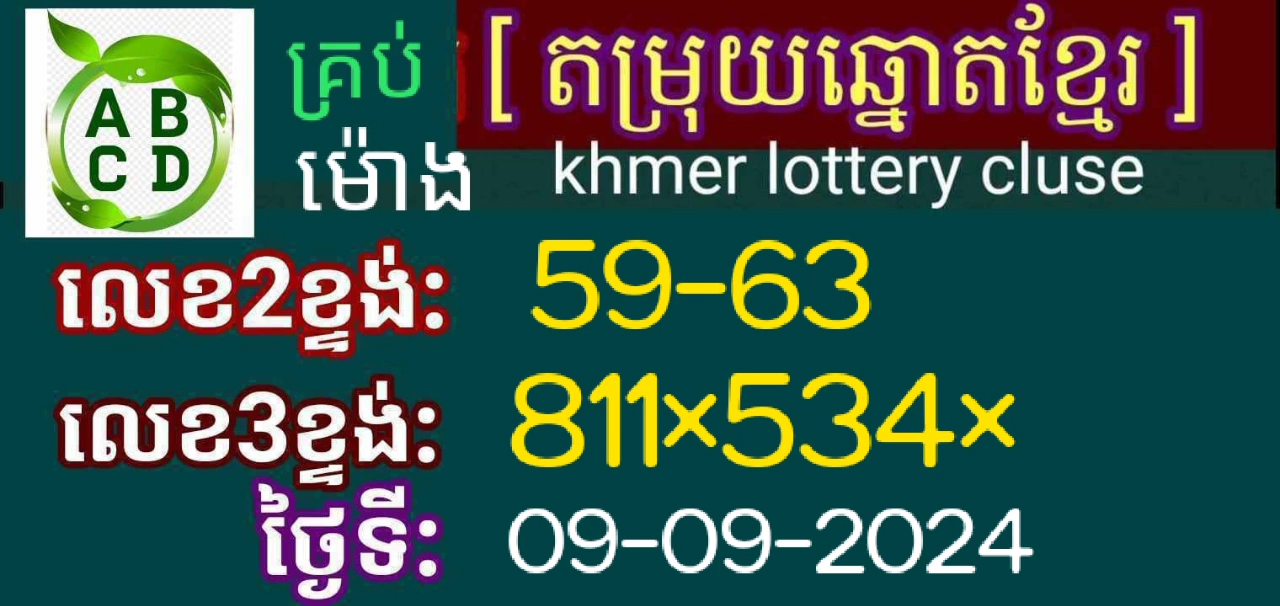 A B
C D
គ្រប់
ម៉ោង
[ តម្រុយឆ្នោតខ្មែរ ]
khmer lottery cluse
លេខ2ខ្ទង់: 59-63
លេខ3ខ្ទង់: 811×534×
ថ្ងៃទី: 09-09-2024